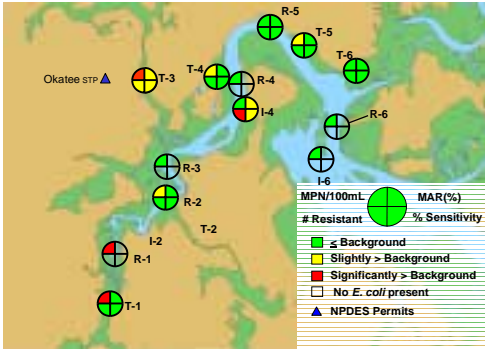 R-5
T-5
T-6
T-4
R-4
Okatee STP
T-3
I-4
R-6
I-6
R-3
R-2
T-2
I-2
R-1
T-1
MPN/100mL
MAR(%)
# Resistant
% Sensitivity
≤ Background
Slightly > Background
Significantly > Background
No E. coli present
NPDES Permits